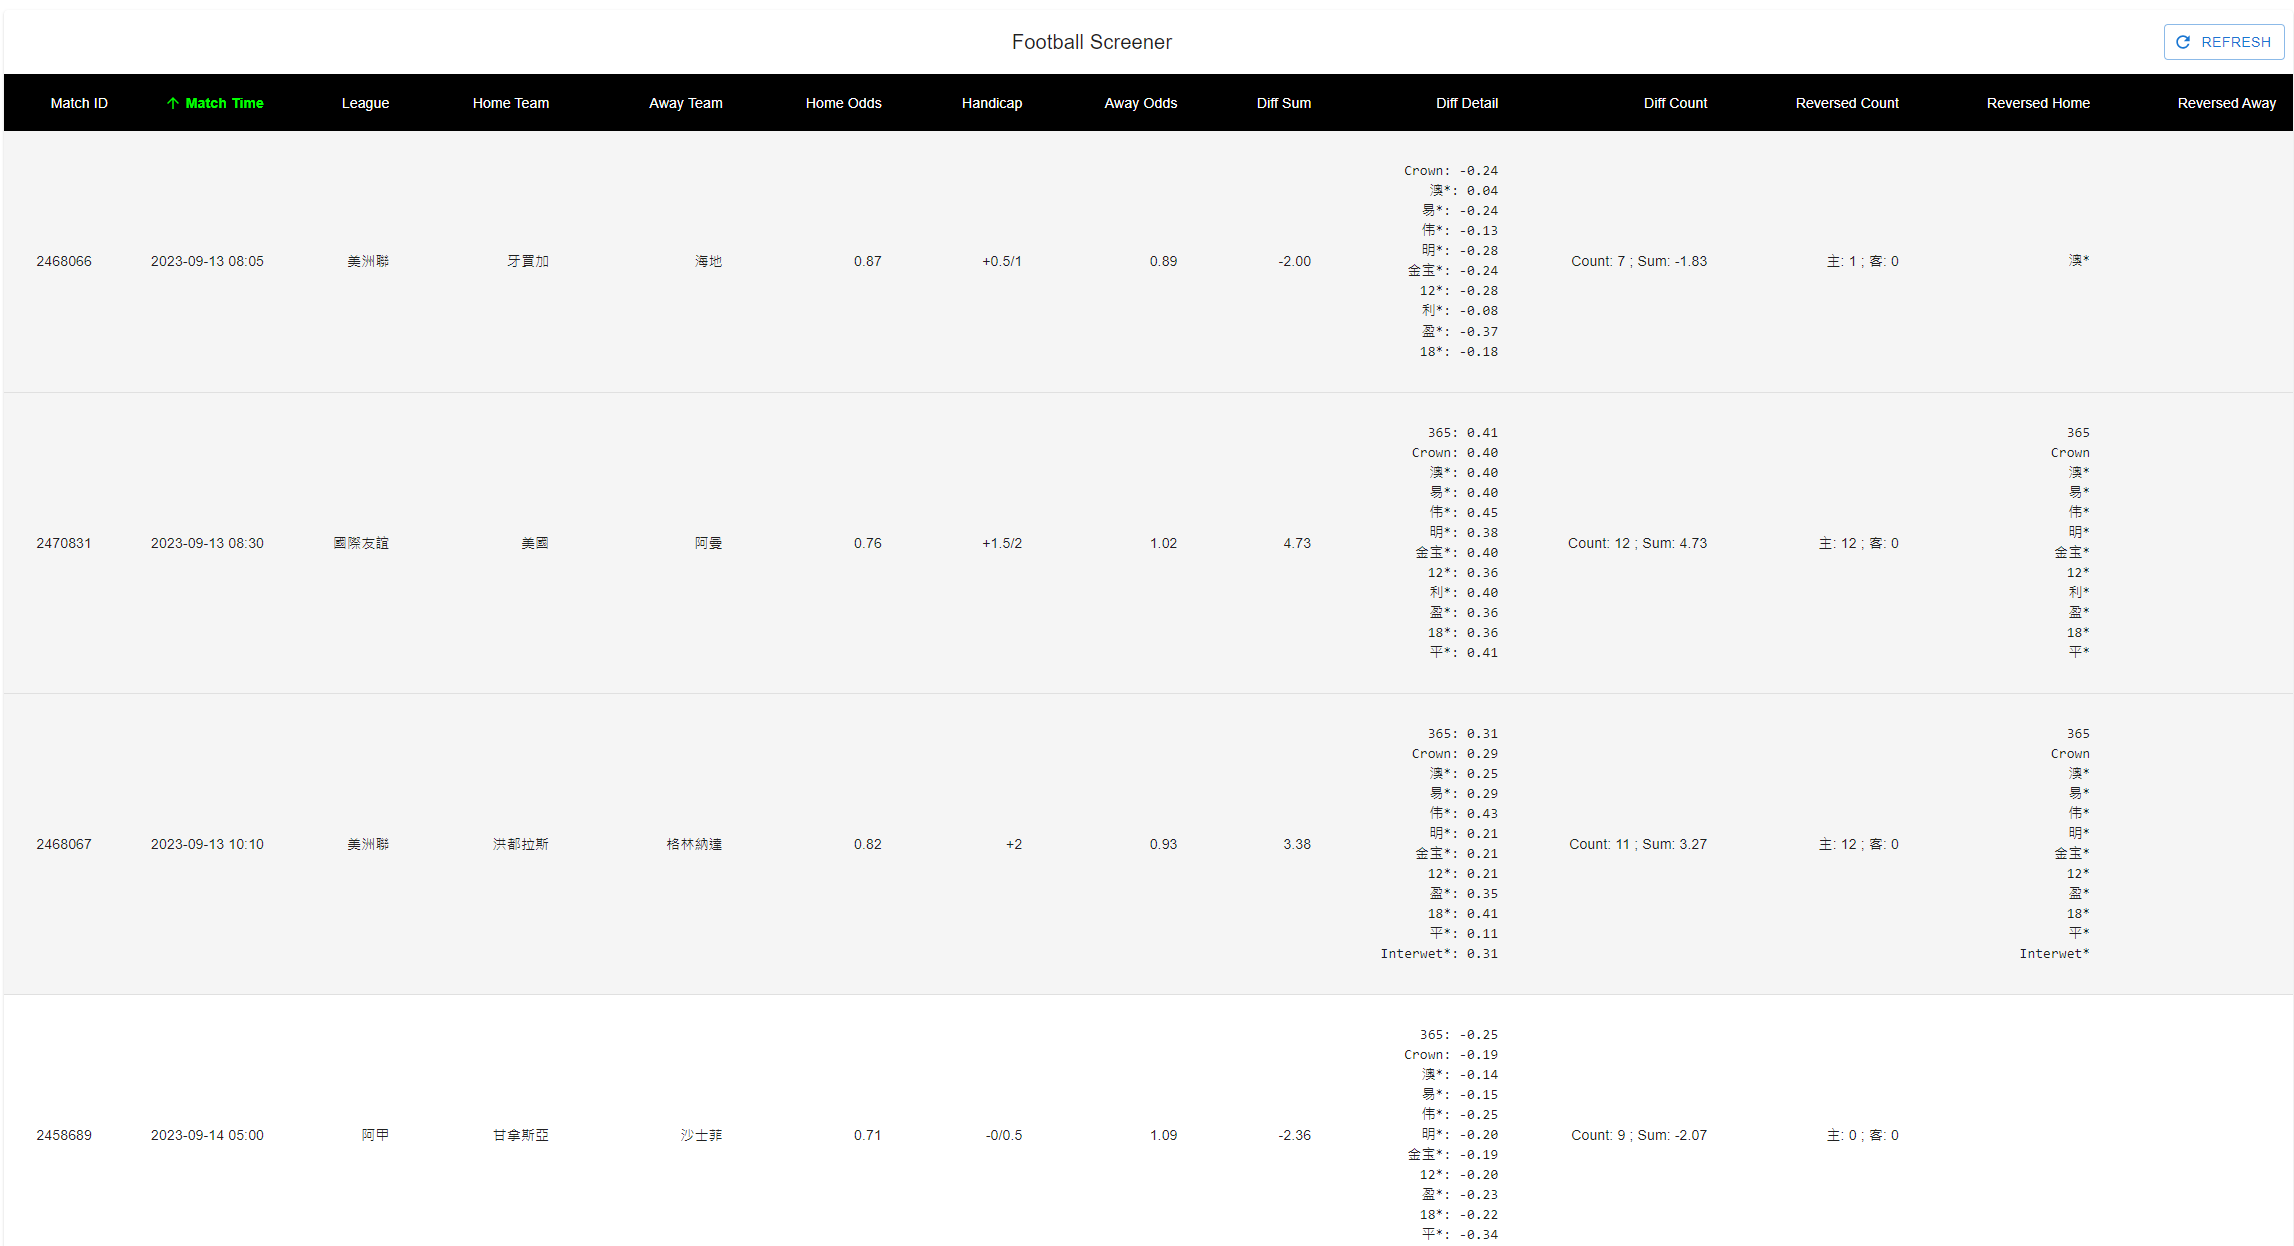 Football Screener
REFRESH
Match ID ↑ Match Time League Home Team Away Team Home Odds Handicap Away Odds Diff Sum Diff Detail Diff Count Reversed Count Reversed Home Reversed Away
2468066 2023-09-13 08:05 美洲聯 牙買加 海地 0.87 +0.5/1 0.89 -2.00
Crown: -0.24
澳*: 0.04
易*: -0.24
伟*: -0.13
明*: -0.28
金宝*: -0.24
12*: -0.28
利*: -0.08
盈*: -0.37
18*: -0.18
Count: 7 ; Sum: -1.83 主: 1 ; 客: 0
澳*
2470831 2023-09-13 08:30 國際友誼 美國 阿曼 0.76 +1.5/2 1.02 4.73
365: 0.41
Crown: 0.40
澳*: 0.40
易*: 0.40
伟*: 0.45
明*: 0.38
金宝*: 0.40
12*: 0.36
利*: 0.40
盈*: 0.36
18*: 0.36
平*: 0.41
Count: 12 ; Sum: 4.73 主: 12 ; 客: 0
365
Crown
澳*
易*
伟*
明*
金宝*
12*
利*
盈*
18*
平*
2468067 2023-09-13 10:10 美洲聯 洪都拉斯 格林納達 0.82 +2 0.93 3.38
365: 0.31
Crown: 0.29
澳*: 0.25
易*: 0.29
伟*: 0.43
明*: 0.21
金宝*: 0.21
12*: 0.21
盈*: 0.35
18*: 0.41
平*: 0.11
Interwet*: 0.31
Count: 11 ; Sum: 3.27 主: 12 ; 客: 0
365
Crown
澳*
易*
伟*
明*
金宝*
12*
盈*
18*
平*
Interwet*
2458689 2023-09-14 05:00 阿甲 甘拿斯亞 沙士菲 0.71 -0/0.5 1.09 -2.36
365: -0.25
Crown: -0.19
澳*: -0.14
易*: -0.15
伟*: -0.25
明*: -0.20
金宝*: -0.19
12*: -0.20
盈*: -0.23
18*: -0.22
平*: -0.34
Count: 9 ; Sum: -2.07 主: 0 ; 客: 0